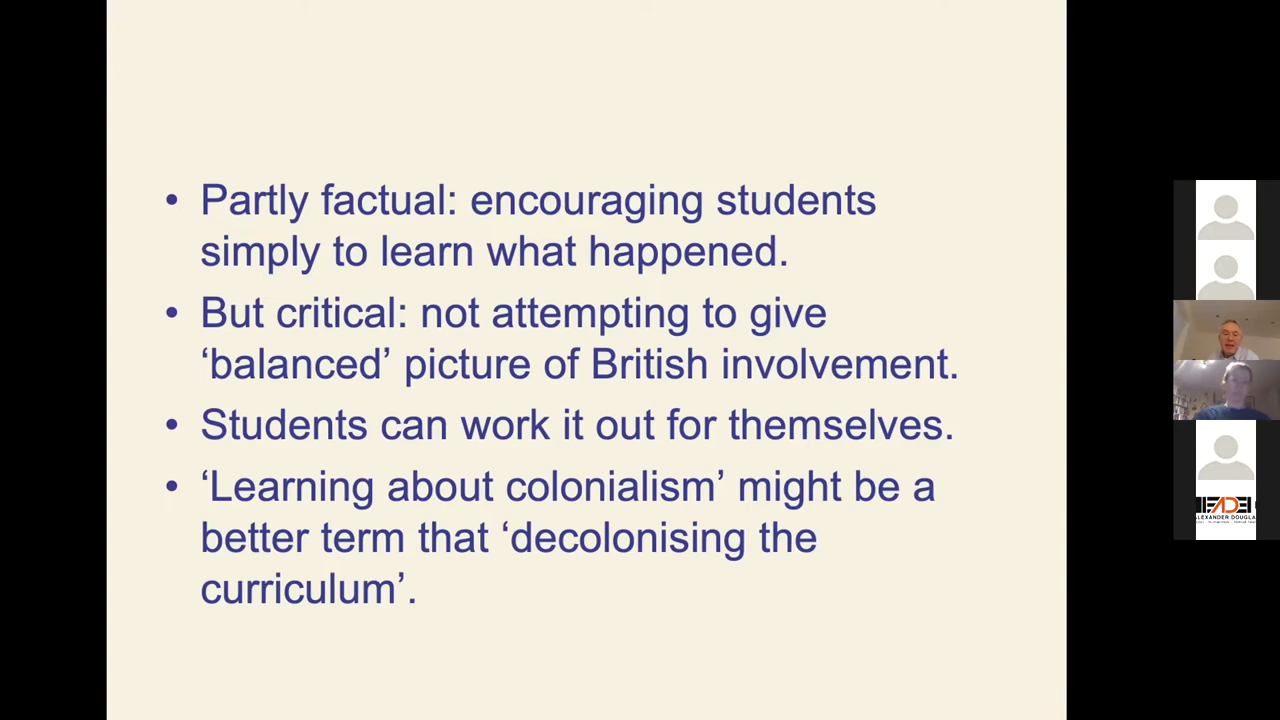 • Partly factual: encouraging students
simply to learn what happened.
• But critical: not attempting to give
‘balanced’ picture of British involvement.
• Students can work it out for themselves.
• ‘Learning about colonialism’ might be a
better term that ‘decolonising the
curriculum’.